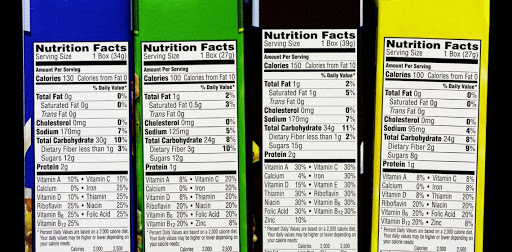 Nutrition Facts
Serving Size 1 Box (34g)
Amount Per Serving
Calories 130 Calories from Fat 0
% Daily Value*
Total Fat 0g 0%
Saturated Fat 0g 0%
Trans Fat 0g
Cholesterol 0mg 0%
Sodium 170mg 7%
Total Carbohydrate 30g 10%
Dietary Fiber less than 1g 3%
Sugars 12g
Protein 1g
Vitamin A 10% • Vitamin C 10%
Calcium 0% • Iron 25%
Vitamin D 10% • Thiamin 25%
Riboflavin 25% • Niacin 25%
Vitamin B6 25% • Folic Acid 25%
Vitamin B12 25%
* Percent Daily Values are based on a 2,000 calorie diet.
Your daily values may be higher or lower depending on
your calorie needs:
Calories 2,000 2,500
Nutrition Facts
Serving Size 1 Box (27g)
Amount Per Serving
Calories 100 Calories from Fat 10
% Daily Value*
Total Fat 1g 2%
Saturated Fat 0.5g 3%
Trans Fat 0g
Cholesterol 0mg 0%
Sodium 125mg 5%
Total Carbohydrate 24g 8%
Dietary Fiber 3g 10%
Sugars 12g
Protein 1g
Vitamin A 8% • Vitamin C 20%
Calcium 0% • Iron 20%
Vitamin D 8% • Thiamin 20%
Riboflavin 20% • Niacin 20%
Vitamin B6 20% • Folic Acid 20%
Vitamin B12 20% • Zinc 8%
* Percent Daily Values are based on a 2,000 calorie diet.
Your daily values may be higher or lower depending on
your calorie needs:
Calories 2,000 2,500
Nutrition Facts
Serving Size 1 Box (39g)
Amount Per Serving
Calories 150 Calories from Fat 10
% Daily Value*
Total Fat 1g 2%
Saturated Fat 1g 5%
Trans Fat 0g
Cholesterol 0mg 0%
Sodium 170mg 7%
Total Carbohydrate 34g 11%
Dietary Fiber less than 1g 2%
Sugars 15g
Protein 2g
Vitamin A 30% • Vitamin C 30%
Calcium 4% • Iron 30%
Vitamin D 15% • Vitamin E 30%
Thiamin 30% • Riboflavin 30%
Niacin 30% • Vitamin B6 30%
Folic Acid 30% • Vitamin B12 30%
Zinc 10%
* Percent Daily Values are based on a 2,000 calorie diet.
Your daily values may be higher or lower depending on
your calorie needs:
Nutrition Facts
Serving Size 1 Box (27g)
Amount Per Serving
Calories 100 Calories from Fat 0
% Daily Value*
Total Fat 0g 0%
Saturated Fat 0g 0%
Trans Fat 0g
Cholesterol 0mg 0%
Sodium 95mg 4%
Total Carbohydrate 24g 8%
Dietary Fiber 2g 9%
Sugars 8g
Protein 1g
Vitamin A 8% • Vitamin C 20%
Calcium 0% • Iron 20%
Vitamin D 8% • Thiamin 20%
Riboflavin 20% • Niacin 20%
Vitamin B6 20% • Folic Acid 20%
Vitamin B12 20% • Zinc 8%
* Percent Daily Values are based on a 2,000 calorie diet.
Your daily values may be higher or lower depending on
your calorie needs:
Calories 2,000 2,500